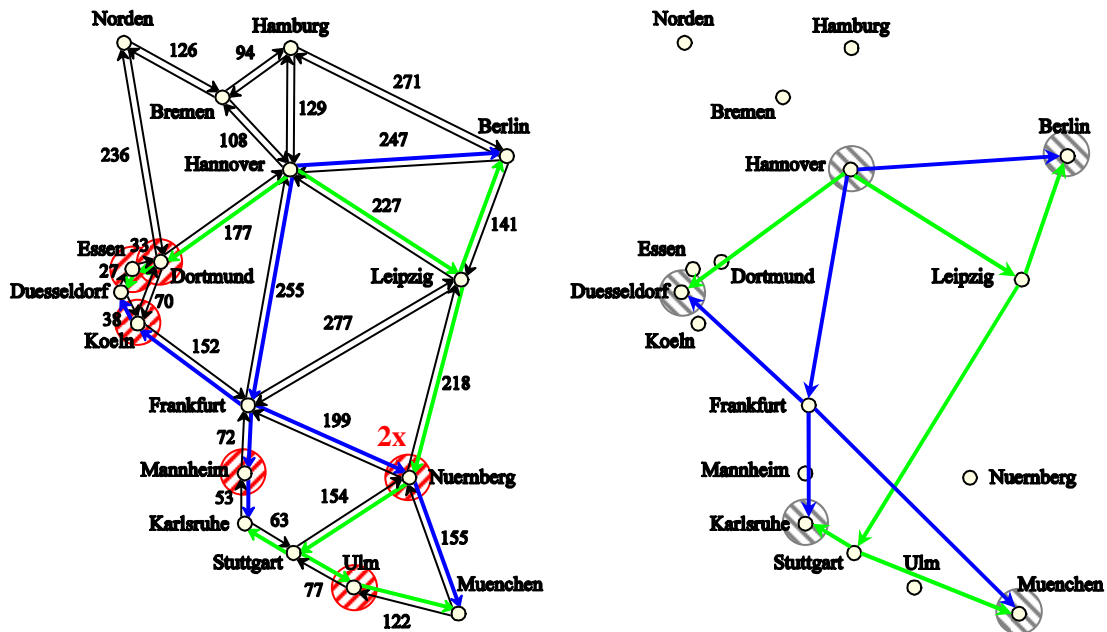 Norden
Hamburg
126
94
271
Bremen
129
Berlin
108
247
236
Hannover
227
177
141
Essen
33
27
Dortmund
Leipzig
Duesseldorf
70
255
38
277
Koeln
152
218
Frankfurt
199
72
2x
Mannheim
Nuernberg
53
154
Karlsruhe
63
155
Stuttgart
Ulm
77
Muenchen
122
Norden
Hamburg
Bremen
Berlin
Hannover
Essen
Dortmund
Leipzig
Duesseldorf
Koeln
Frankfurt
Mannheim
Nuernberg
Karlsruhe
Stuttgart
Ulm
Muenchen